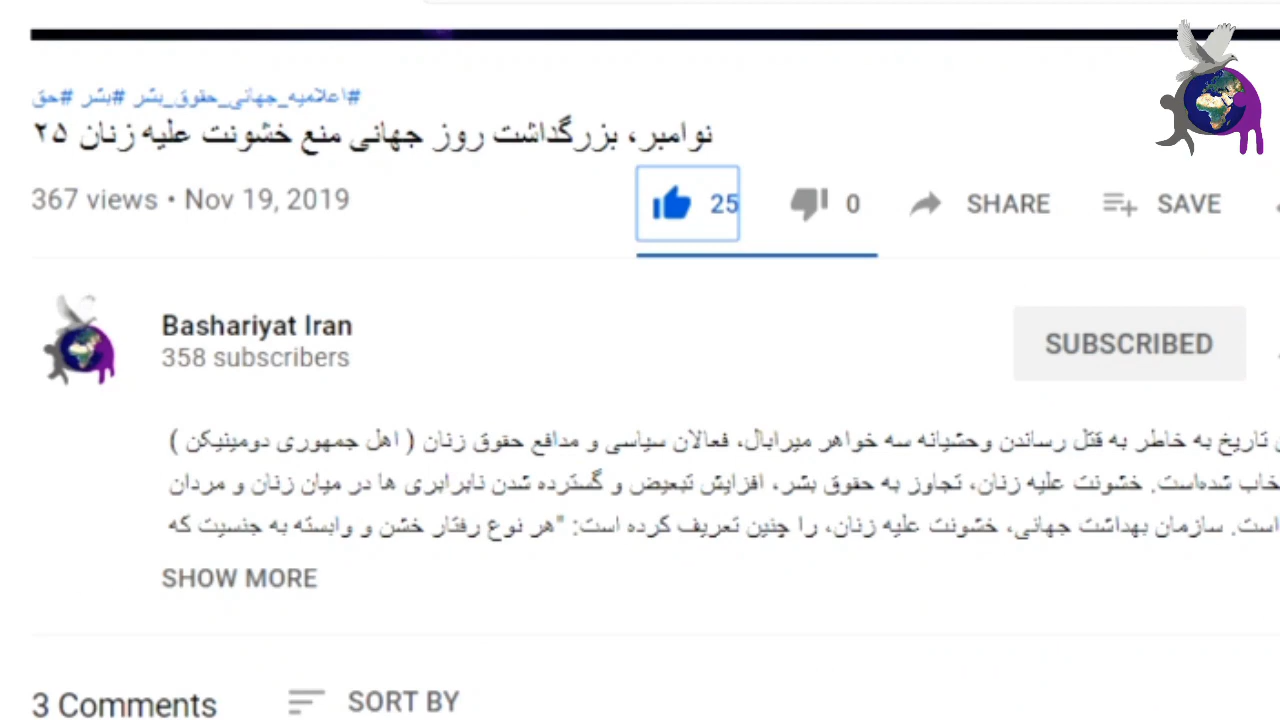 #اعلامیه_جهانی_حقوق_بشر #بشر #حق
۲۵ نوامبر، بزرگداشت روز جهانی منع خشونت علیه زنان
367 views • Nov 19, 2019
25
0
SHARE
SAVE
Bashariyat Iran
358 subscribers
SUBSCRIBED
تاریخ به خاطر به قتل رساندن وحشیانه سه خواهر میرابال، فعالان سیاسی و مدافع حقوق زنان ( اهل جمهوری دومینیکن )
شده‌است. خشونت علیه زنان، تجاوز به حقوق بشر، افزایش تبعیض و گسترده شدن نابرابری ها در میان زنان و مردان
است. سازمان بهداشت جهانی، خشونت علیه زنان، را چنین تعریف کرده است: "هر نوع رفتار خشن و وابسته به جنسیت که
SHOW MORE
3 Comments
SORT BY